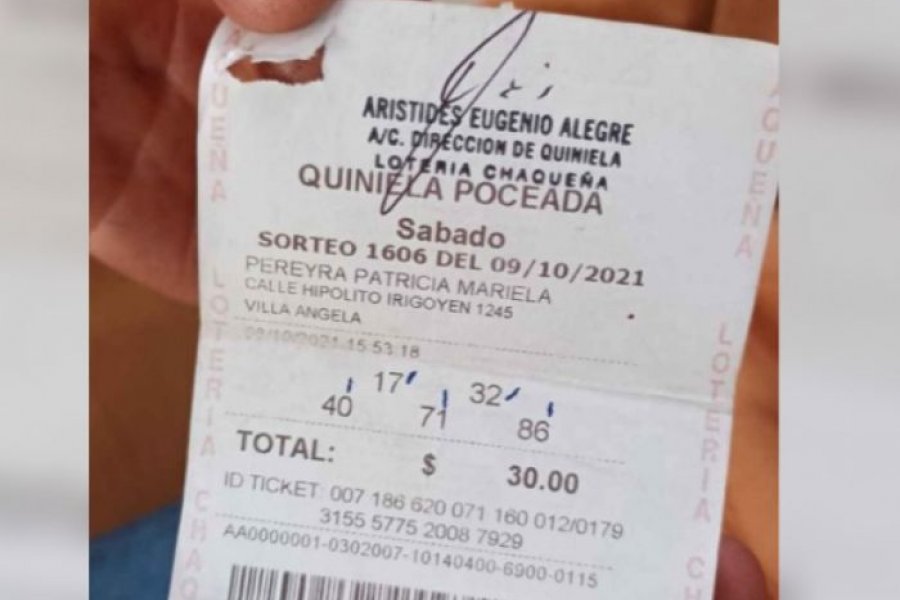 ARISTIDES EUGENIO ALEGRE
A/C. DIRECCION DE QUINIELA
LOTERIA CHAQUEÑA
QUINIELA POCEADA
Sabado
SORTEO 1606 DEL 09/10/2021
PEREYRA PATRICIA MARIELA
CALLE HIPOLITO IRIGOYEN 1245
VILLA ANGELA
09/10/2021 15:53:18
17 32
40 71 86
TOTAL: $ 30.00
ID TICKET: 007 186 620 071 160 012/0179
3155 5775 2008 7929
AA0000001-0302007-10140400-6900-0115
LOTERIA
LOTERIA